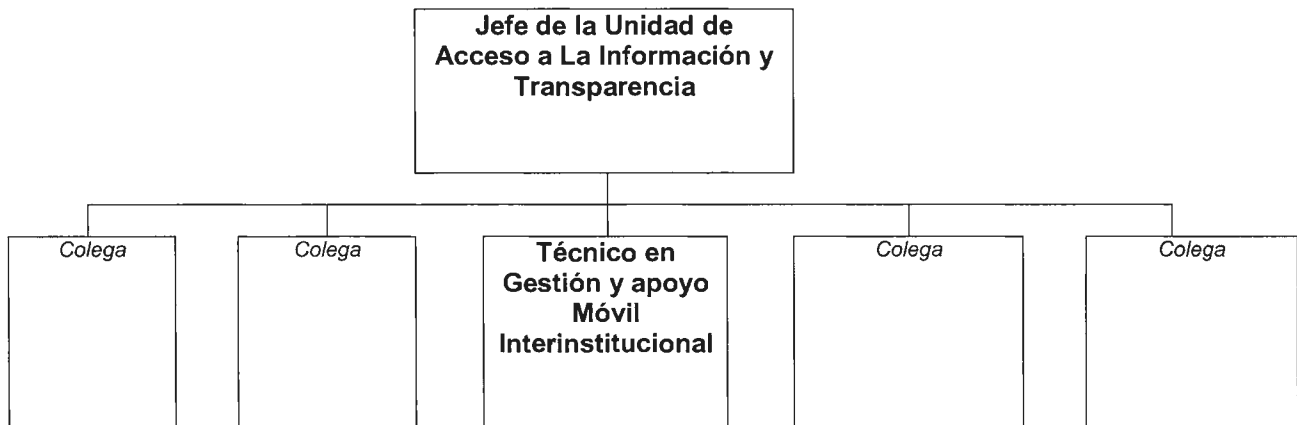 Jefe de la Unidad de
Acceso a La Información y
Transparencia
Colega
Colega
Técnico en
Gestión y apoyo
Móvil
Interinstitucional
Colega
Colega